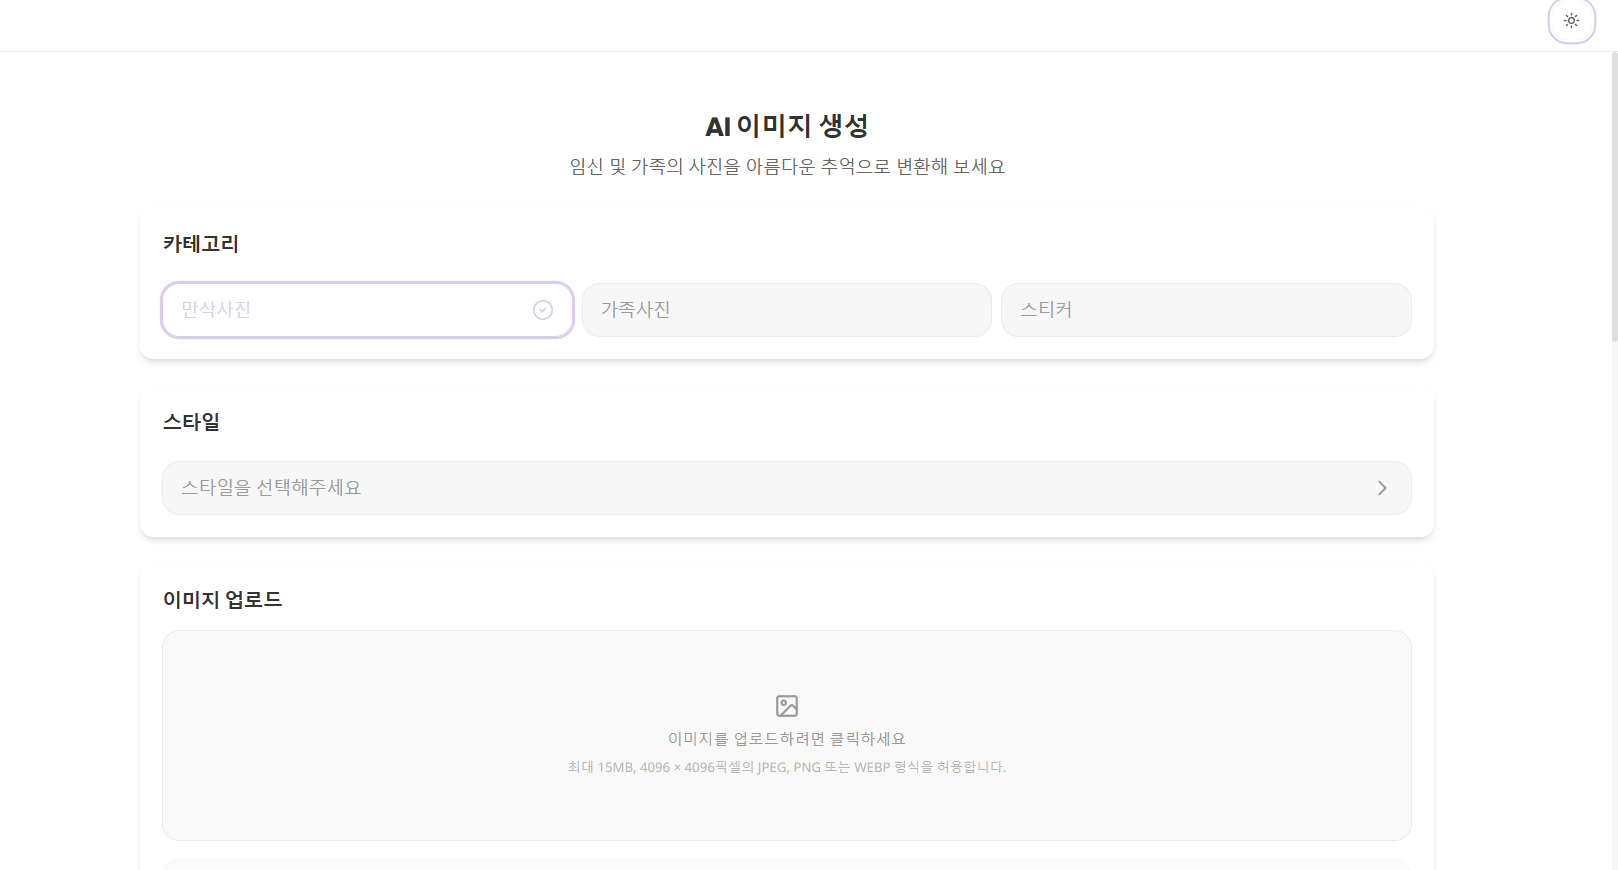 AI 이미지 생성
임신 및 가족의 사진을 아름다운 추억으로 변환해 보세요
카테고리
만삭사진
가족사진
스티커
스타일
스타일을 선택해주세요
이미지 업로드
이미지를 업로드하려면 클릭하세요
최대 15MB, 4096 × 4096픽셀의 JPEG, PNG 또는 WEBP 형식을 허용합니다.